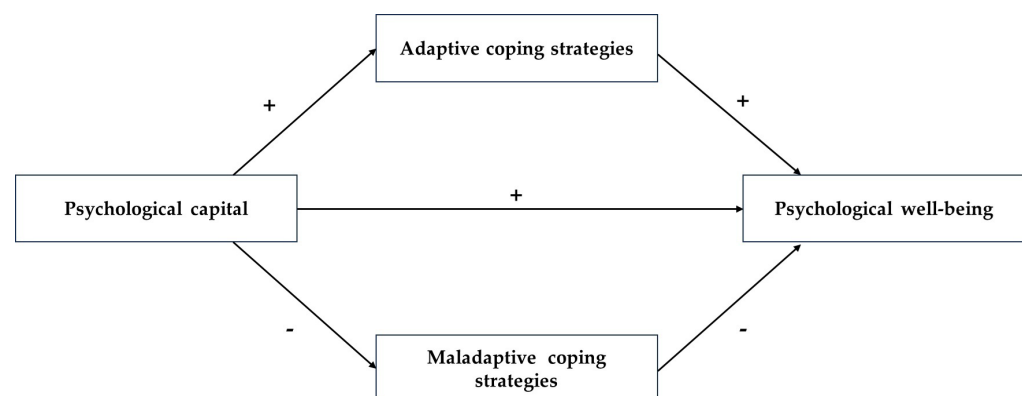 Adaptive coping strategies
+
+
Psychological capital
+
Psychological well-being
-
-
Maladaptive coping
strategies